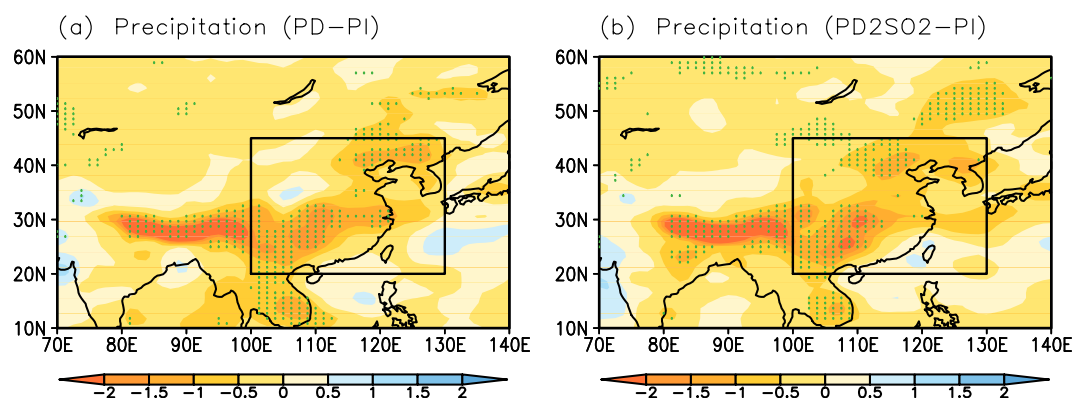 (a) Precipitation (PD-PI)
60N
50N
40N
30N
20N
10N
70E 80E 90E 100E 110E 120E 130E 140E
-2 -1.5 -1 -0.5 0 0.5 1 1.5 2
(b) Precipitation (PD2SO2-PI)
60N
50N
40N
30N
20N
10N
70E 80E 90E 100E 110E 120E 130E 140E
-2 -1.5 -1 -0.5 0 0.5 1 1.5 2